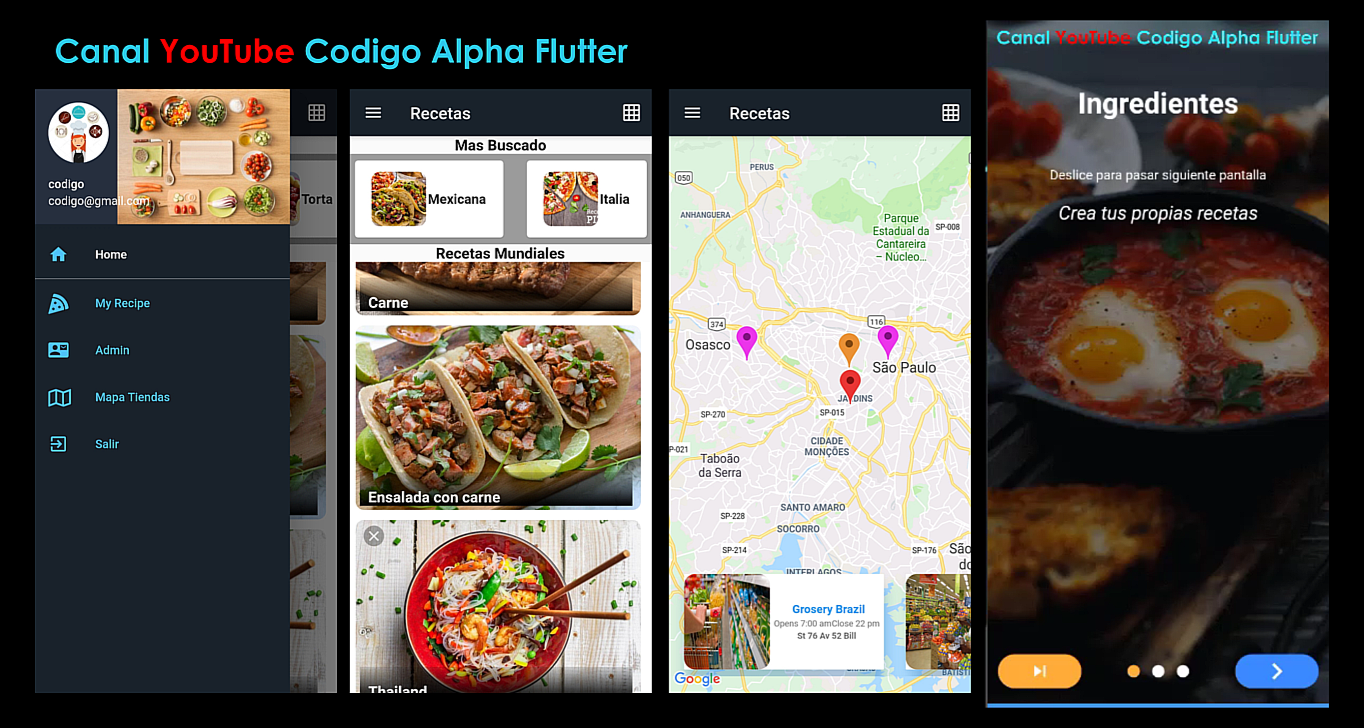 Canal YouTube Codigo Alpha Flutter
codigo
codigo@gmail.com
Home
My Recipe
Admin
Mapa Tiendas
Salir
Torta
Recetas
Mas Buscado
Mexicana
Italia
Recetas Mundiales
Carne
Ensalada con carne
Thailand
Recetas
PERUS
050
ANHANGUERA
Parque
Estadual da
Cantareira
– Núcleo...
SP-008
374
116
Osasco
São Paulo
JARDINS
SP-015
SP-270
CIDADE
MONÇÕES
P-021
Taboão
da Serra
SANTO AMARO
SP-228
SOCORRO
SP-214
SP-176
São
do
INTERLAGOS
Grosery Brazil
Opens 7:00 amClose 22 pm
St 76 Av 52 Bill
Google
Canal YouTube Codigo Alpha Flutter
Ingredientes
Deslice para pasar siguiente pantalla
Crea tus propias recetas